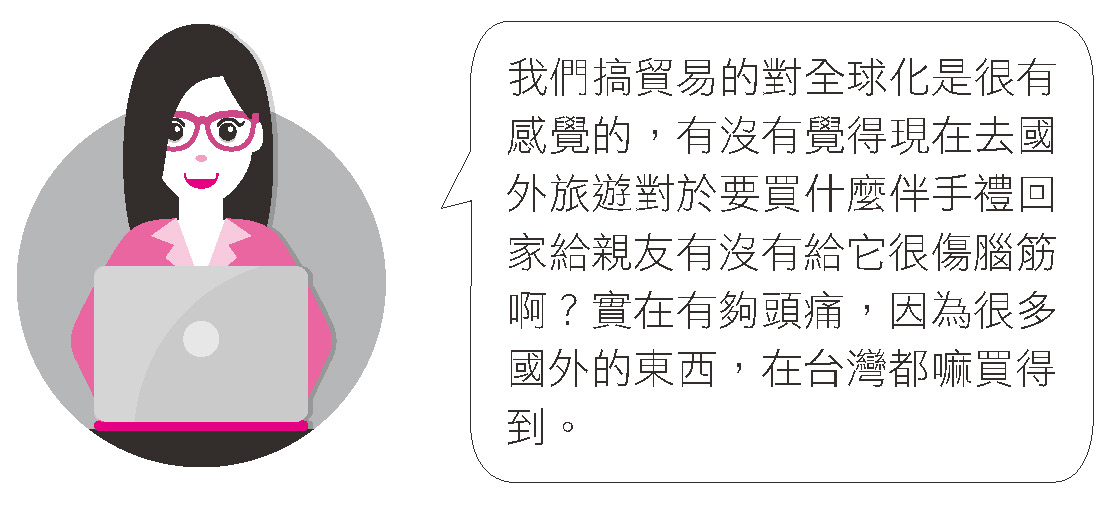 我們搞貿易的對全球化是很有
感覺的，有沒有覺得現在去國
外旅遊對於要買什麼伴手禮回
家給親友有沒有給它很傷腦筋
啊？實在有夠頭痛，因為很多
國外的東西，在台灣都嘛買得
到。